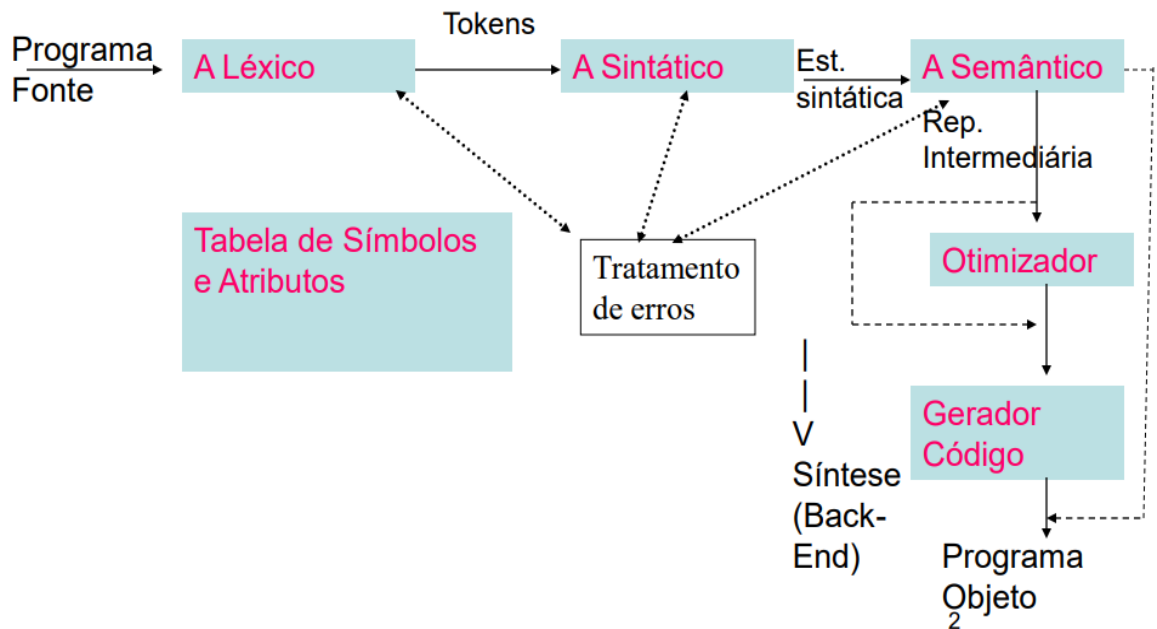 Programa
Fonte
A Léxico
Tokens
A Sintático
Est.
sintática
A Semântico
Rep.
Intermediária
Tabela de Símbolos
e Atributos
Tratamento
de erros
Otimizador
|
|
V
Síntese
(Back-
End)
Gerador
Código
Programa
Objeto
2